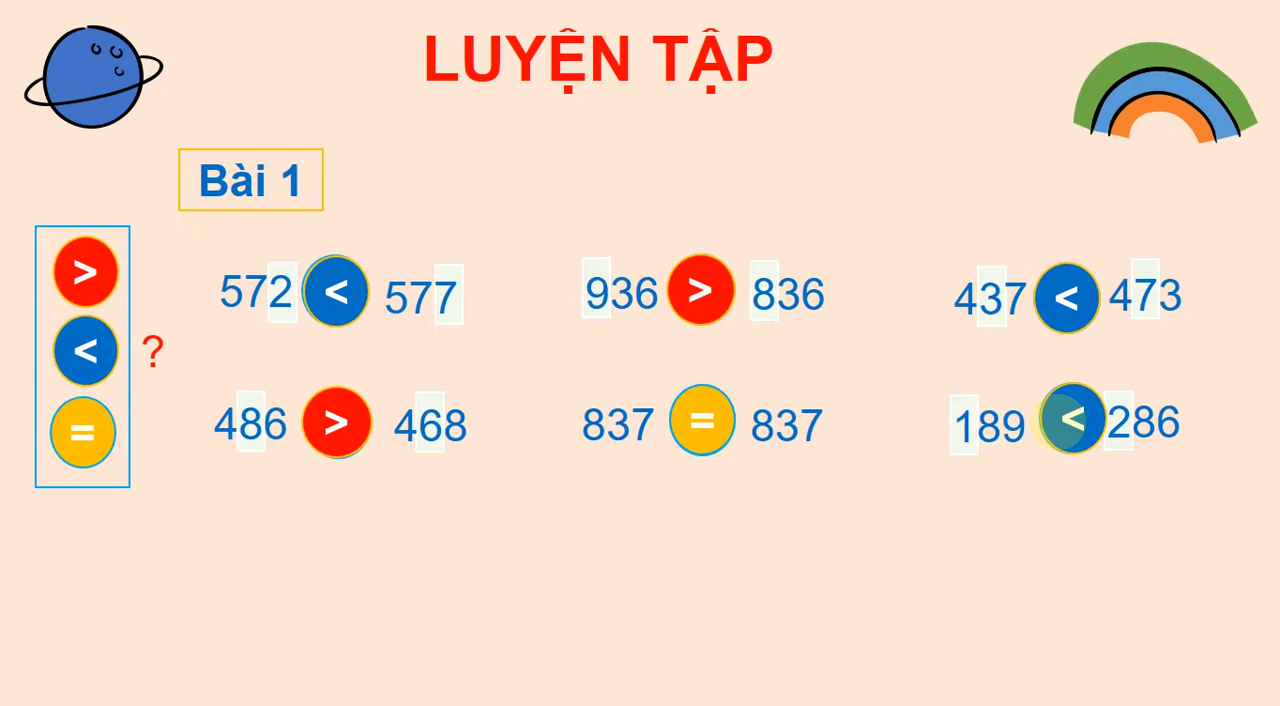 LUYỆN TẬP
Bài 1
>
<
=
?
572 < 577
936 > 836
437 < 473
486 > 468
837 = 837
189 < 286